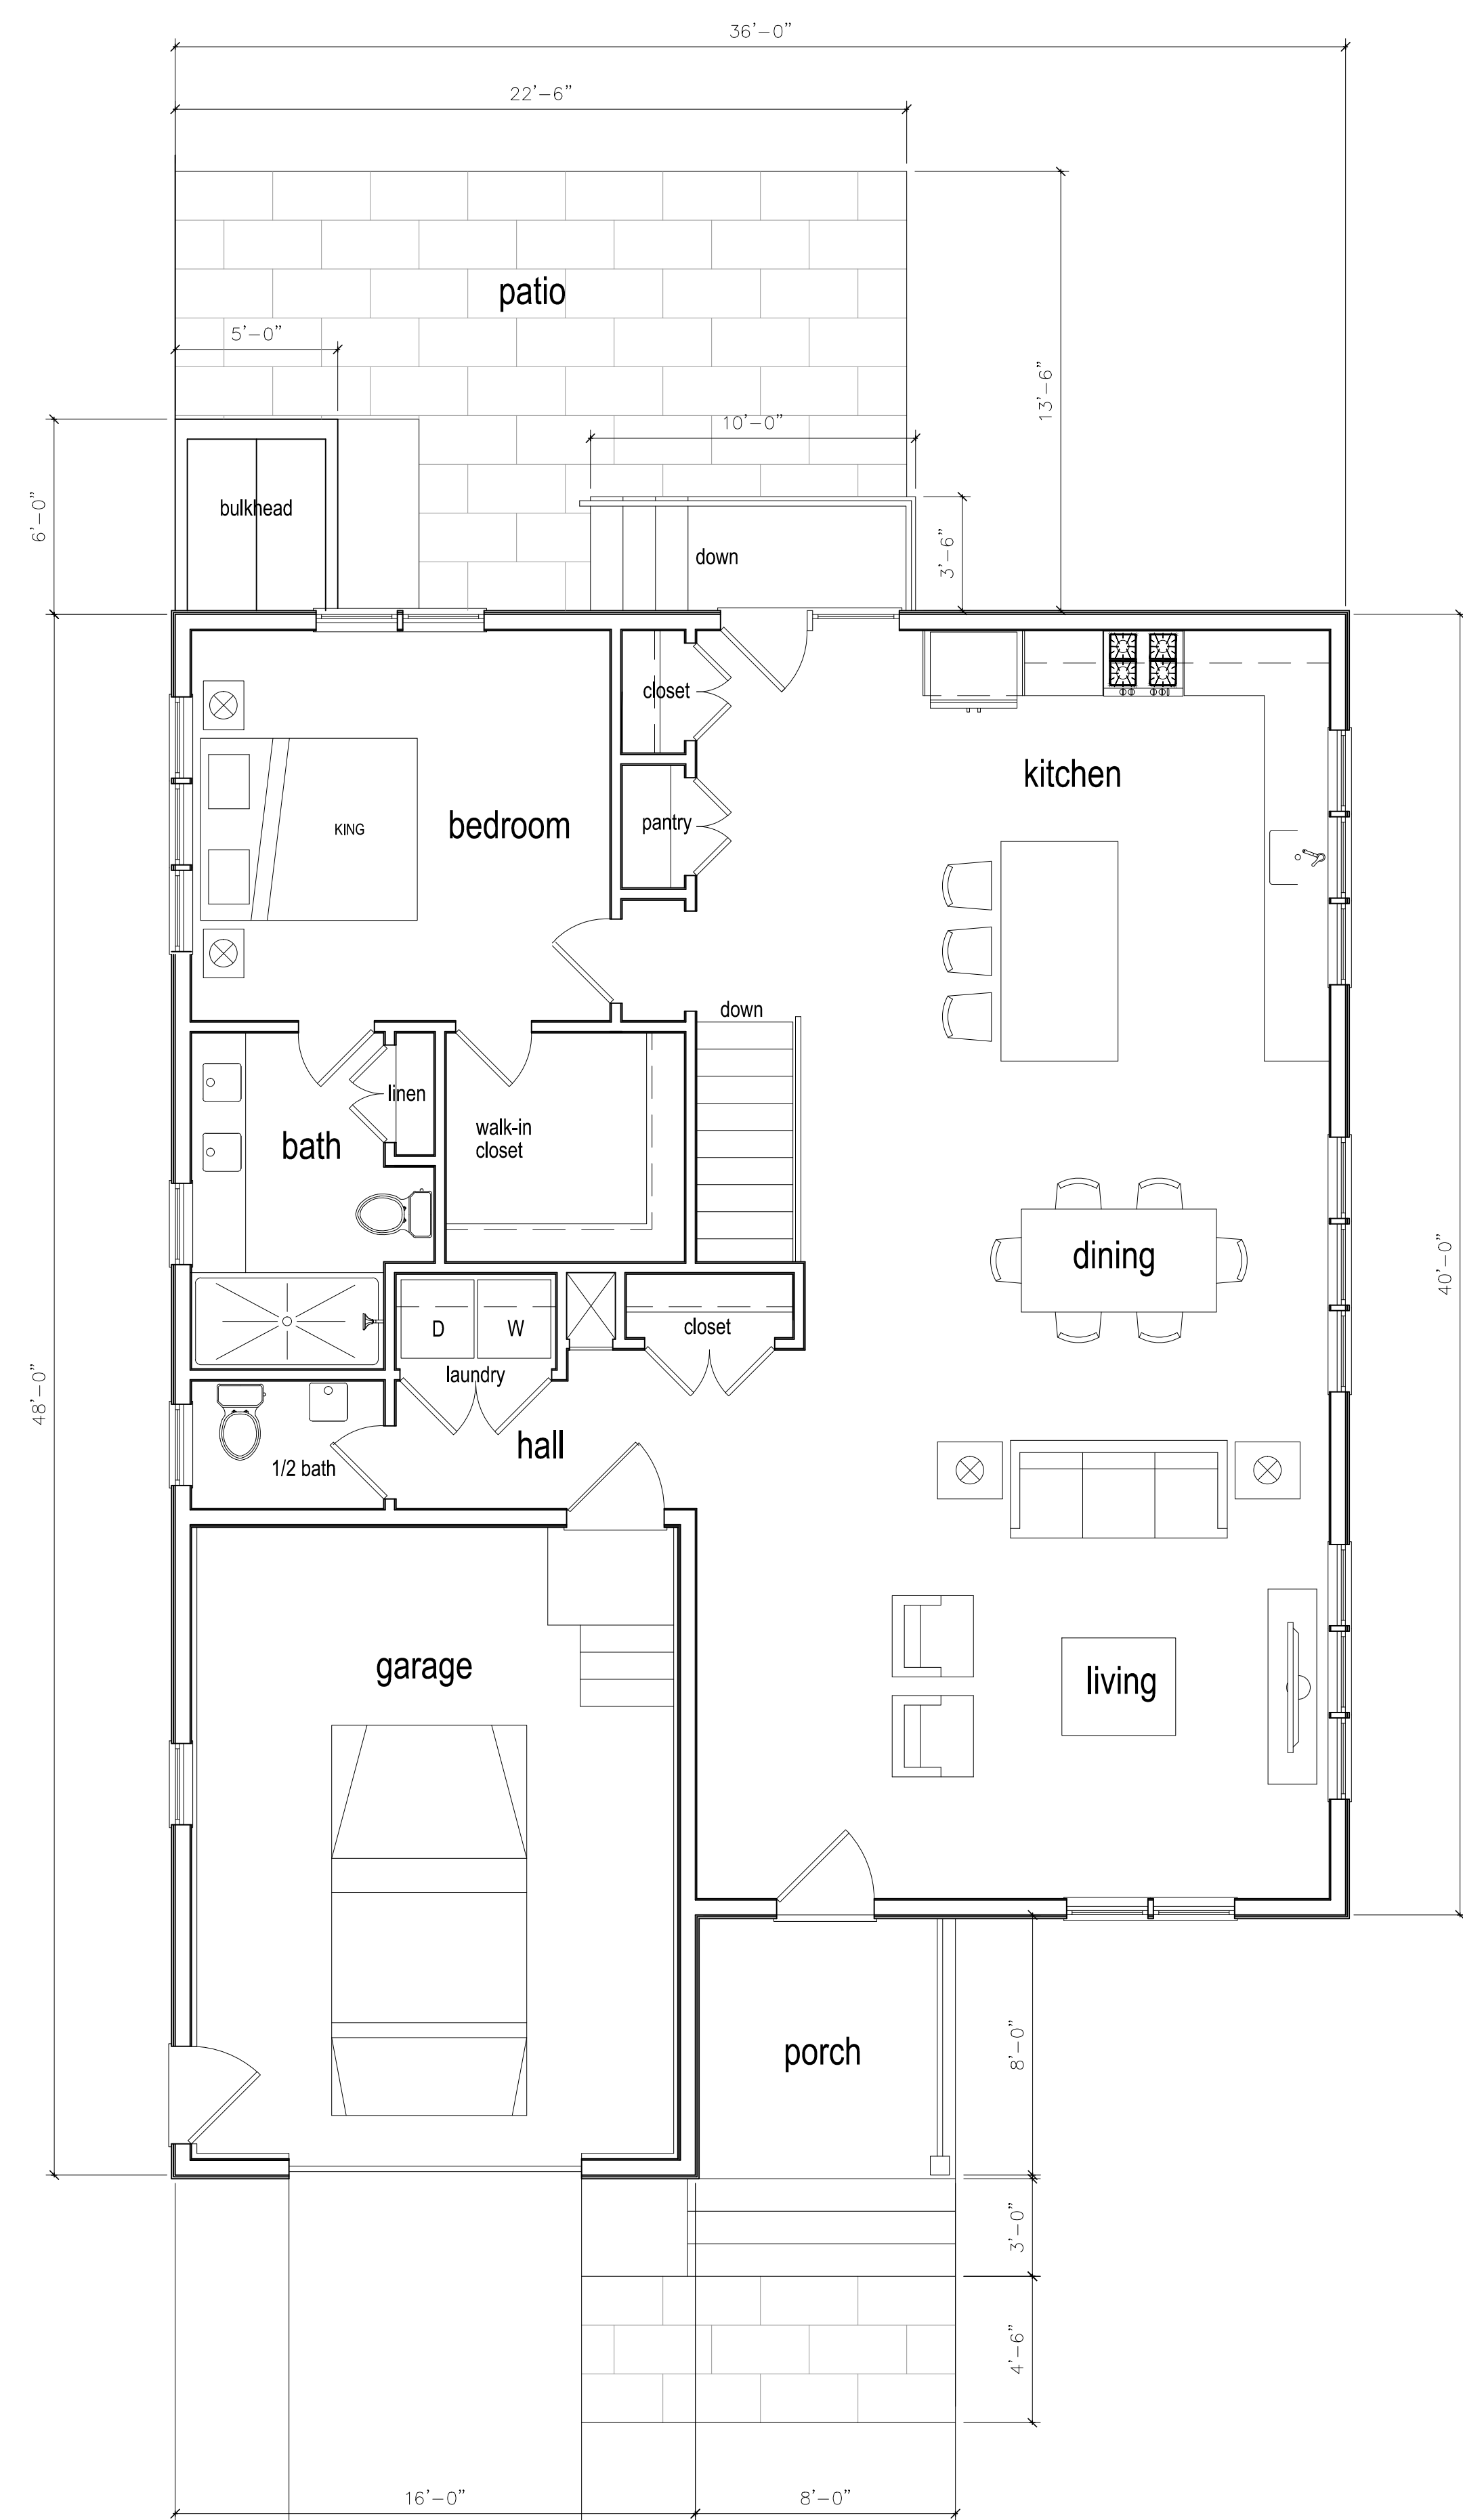 36'-0"
22'-6"
patio
5'-0"
13'-6"
10'-0"
6'-0"
bulkhead
3'-6"
down
closet
kitchen
pantry
bedroom
KING
down
linen
walk-in
closet
bath
dining
40'-0"
D
W
closet
laundry
48'-0"
hall
1/2 bath
garage
living
porch
8'-0"
3'-0"
4'-6"
16'-0"
8'-0"